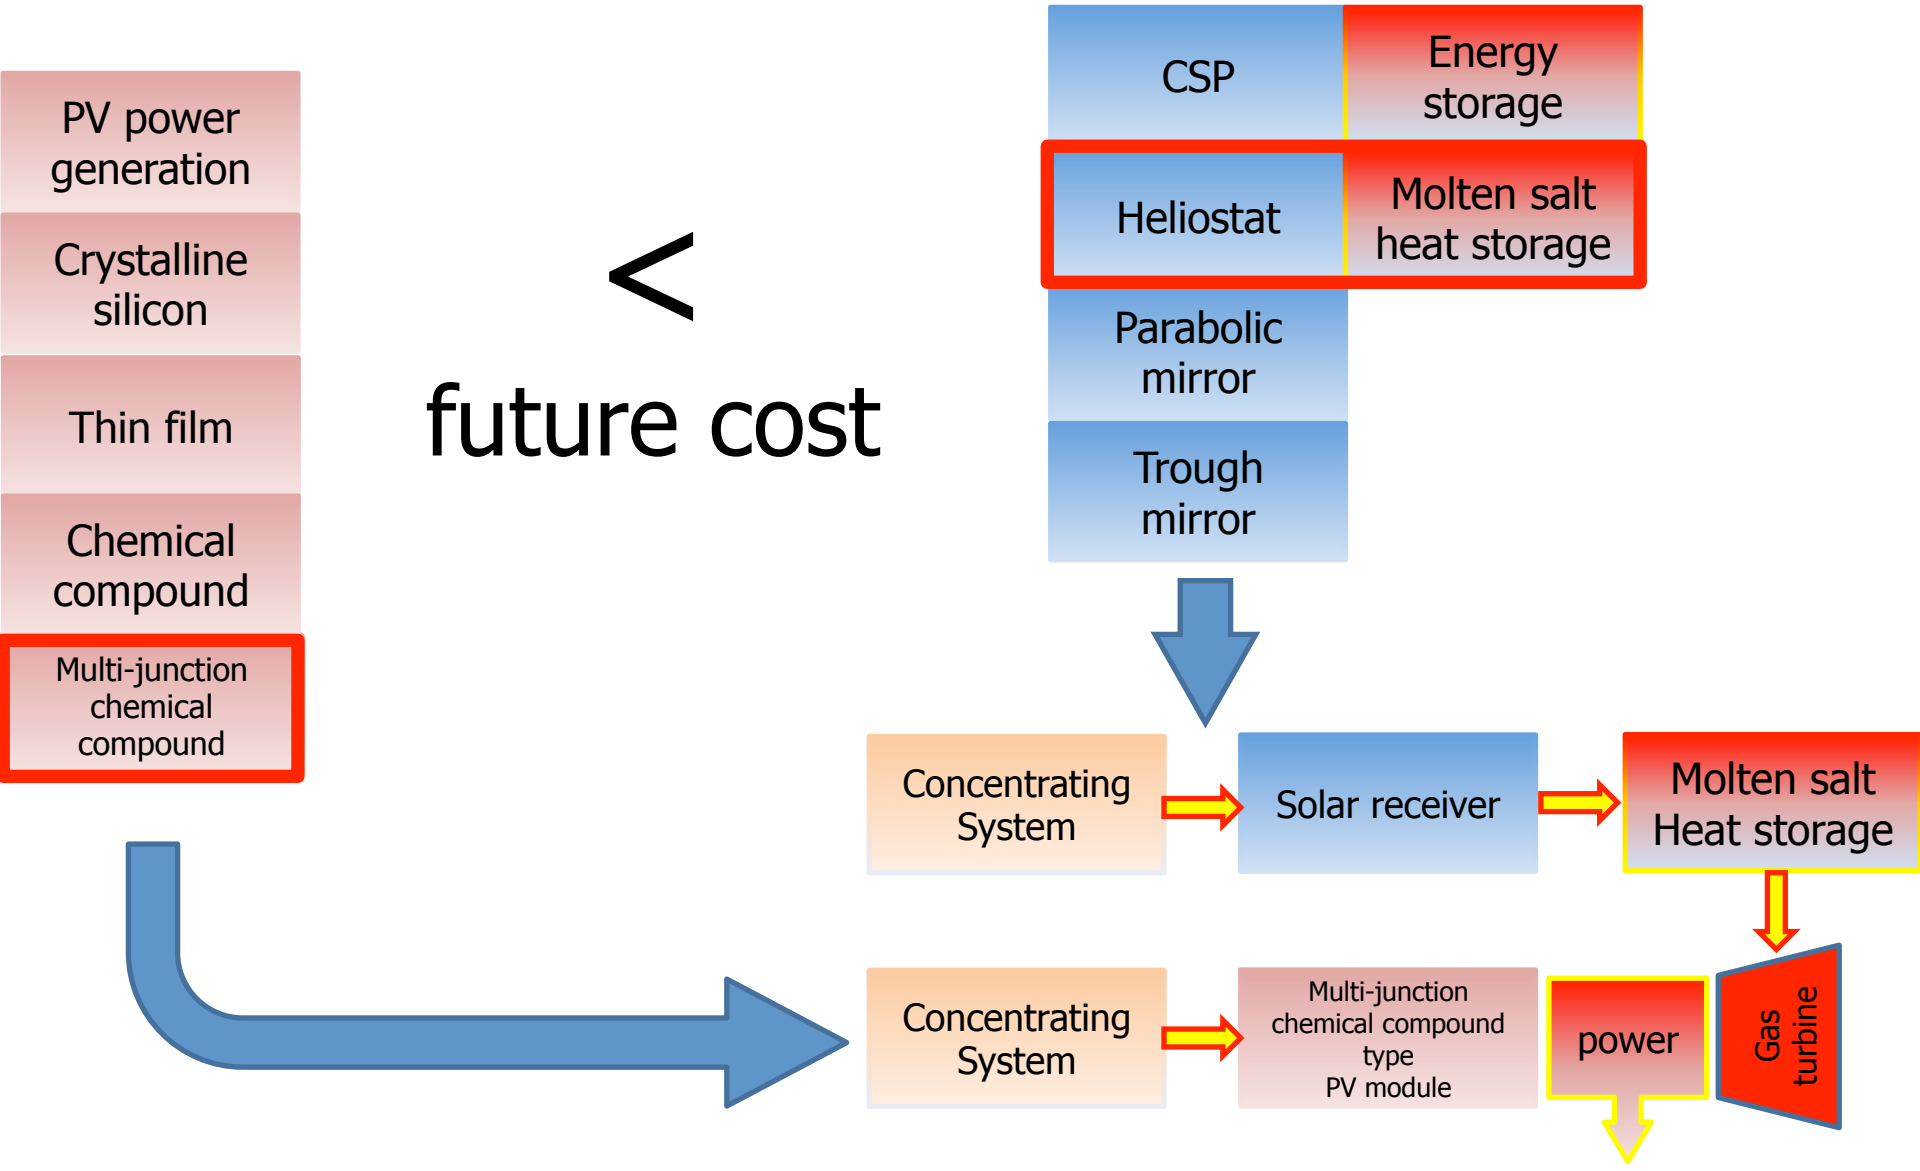 PV power
generation
Crystalline
silicon
Thin film
Chemical
compound
Multi-junction
chemical
compound
<
future cost
CSP
Energy
storage
Heliostat
Molten salt
heat storage
Parabolic
mirror
Trough
mirror
Concentrating
System
Solar receiver
Molten salt
Heat storage
Concentrating
System
Multi-junction
chemical compound
type
PV module
power
Gas
turbine